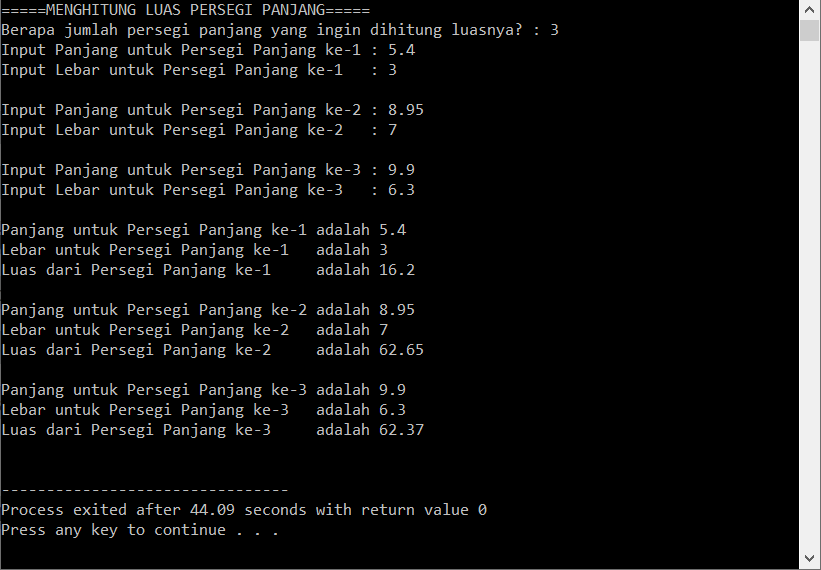 =====MENGHITUNG LUAS PERSEGI PANJANG=====
Berapa jumlah persegi panjang yang ingin dihitung luasnya? : 3
Input Panjang untuk Persegi Panjang ke-1 : 5.4
Input Lebar untuk Persegi Panjang ke-1   : 3

Input Panjang untuk Persegi Panjang ke-2 : 8.95
Input Lebar untuk Persegi Panjang ke-2   : 7

Input Panjang untuk Persegi Panjang ke-3 : 9.9
Input Lebar untuk Persegi Panjang ke-3   : 6.3

Panjang untuk Persegi Panjang ke-1 adalah 5.4
Lebar untuk Persegi Panjang ke-1   adalah 3
Luas dari Persegi Panjang ke-1     adalah 16.2

Panjang untuk Persegi Panjang ke-2 adalah 8.95
Lebar untuk Persegi Panjang ke-2   adalah 7
Luas dari Persegi Panjang ke-2     adalah 62.65

Panjang untuk Persegi Panjang ke-3 adalah 9.9
Lebar untuk Persegi Panjang ke-3   adalah 6.3
Luas dari Persegi Panjang ke-3     adalah 62.37

--------------------------------
Process exited after 44.09 seconds with return value 0
Press any key to continue . . .